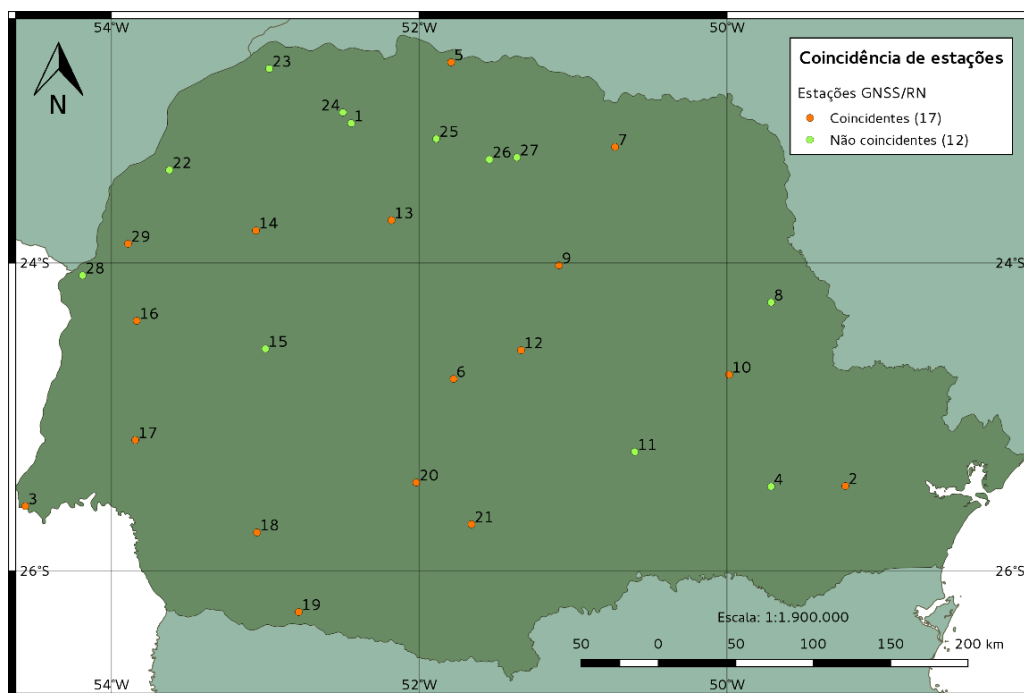 54°W 52°W 50°W
Coincidência de estações
Estações GNSS/RN
Coincidentes (17)
Não coincidentes (12)
N
23
5
24
1
25
7
26
27
22
13
14
29
9
24°S 24°S
28
8
16
12
15
10
6
17
11
20
4
2
3
21
18
26°S 26°S
19
Escala: 1:1.900.000
50 0 50 100 150 200 km
54°W 52°W 50°W